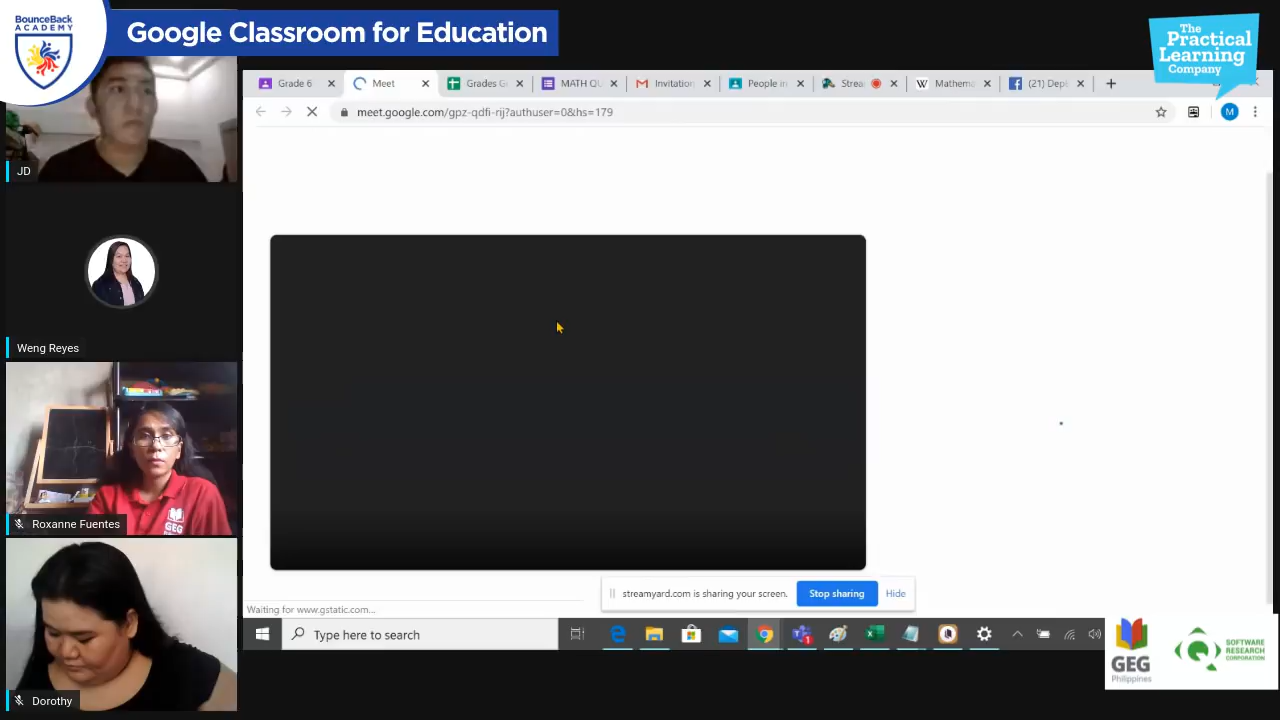 BounceBack
ACADEMY
Google Classroom for Education
The
Practical
Learning
Company
Grade 6
Meet
Grades G
MATH QU
Invitation
People in
Strea
Mathema
(21) Dep
meet.google.com/gpz-qdfi-rij?authuser=0&hs=179
M
JD
Weng Reyes
GEG
Roxanne Fuentes
Dorothy
streamyard.com is sharing your screen.
Stop sharing
Hide
Waiting for www.gstatic.com...
Type here to search
GEG
Philippines
SOFTWARE
RESEARCH
CORPORATION